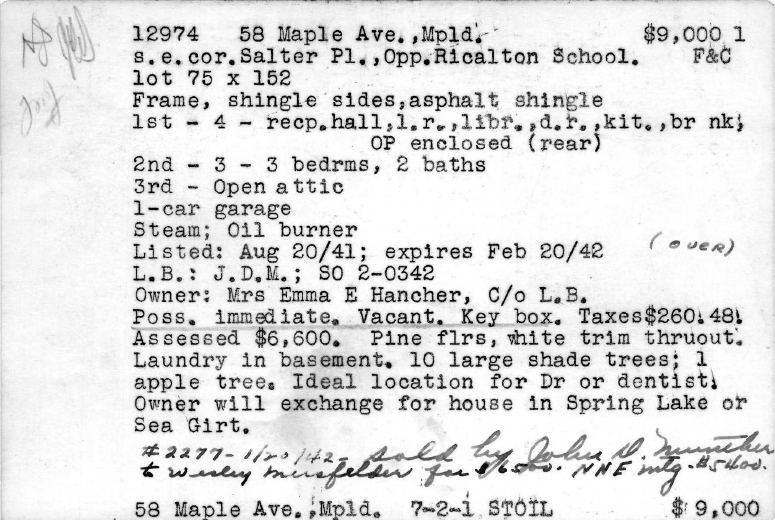 12974 58 Maple Ave.,Mpld. $9,000 1
s.e.cor.Salter Pl.,Opp.Ricalton School. F&C
lot 75 x 152
Frame, shingle sides,asphalt shingle
1st - 4 - recp.hall,l.r.,libr.,d.r.,kit.,br nk,
OP enclosed (rear)
2nd - 3 - 3 bedrms, 2 baths
3rd - Open attic
1-car garage
Steam; Oil burner
Listed: Aug 20/41; expires Feb 20/42 (OVER)
L.B.: J.D.M.; SO 2-0342
Owner: Mrs Emma E Hancher, C/o L.B.
Poss. immediate. Vacant. Key box. Taxes$260.48.
Assessed $6,600. Pine flrs, white trim thruout.
Laundry in basement. 10 large shade trees; 1
apple tree. Ideal location for Dr or dentist.
Owner will exchange for house in Spring Lake or
Sea Girt.
#2277-1/20/42- sold by John D.
to Wesley for $6500. NNE mtg. $5400.
58 Maple Ave.,Mpld. 7-2-1 STOIL $ 9,000